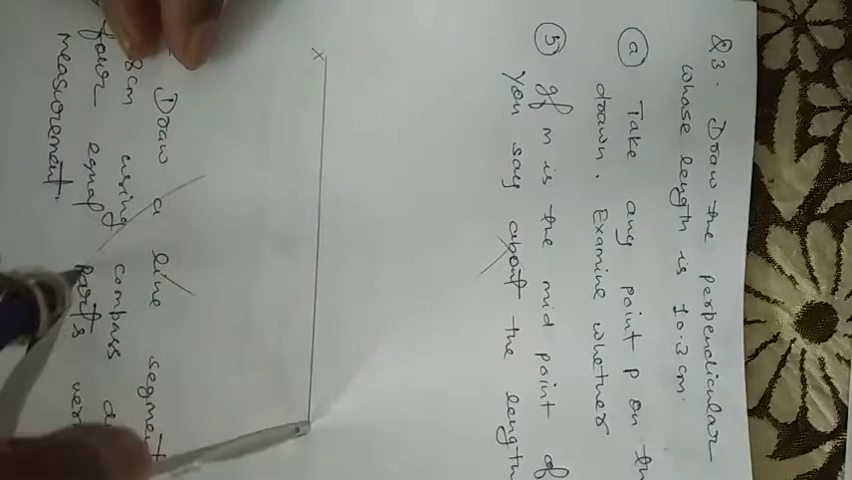 Q3. Draw the perpendicular
whose length is 10.3 cm.
(a) Take any point P on
drawn. Examine whether
(b) If M is the mid point of
You say about the length
X
Draw a line segment
8cm using compass
four equal parts
measurement.